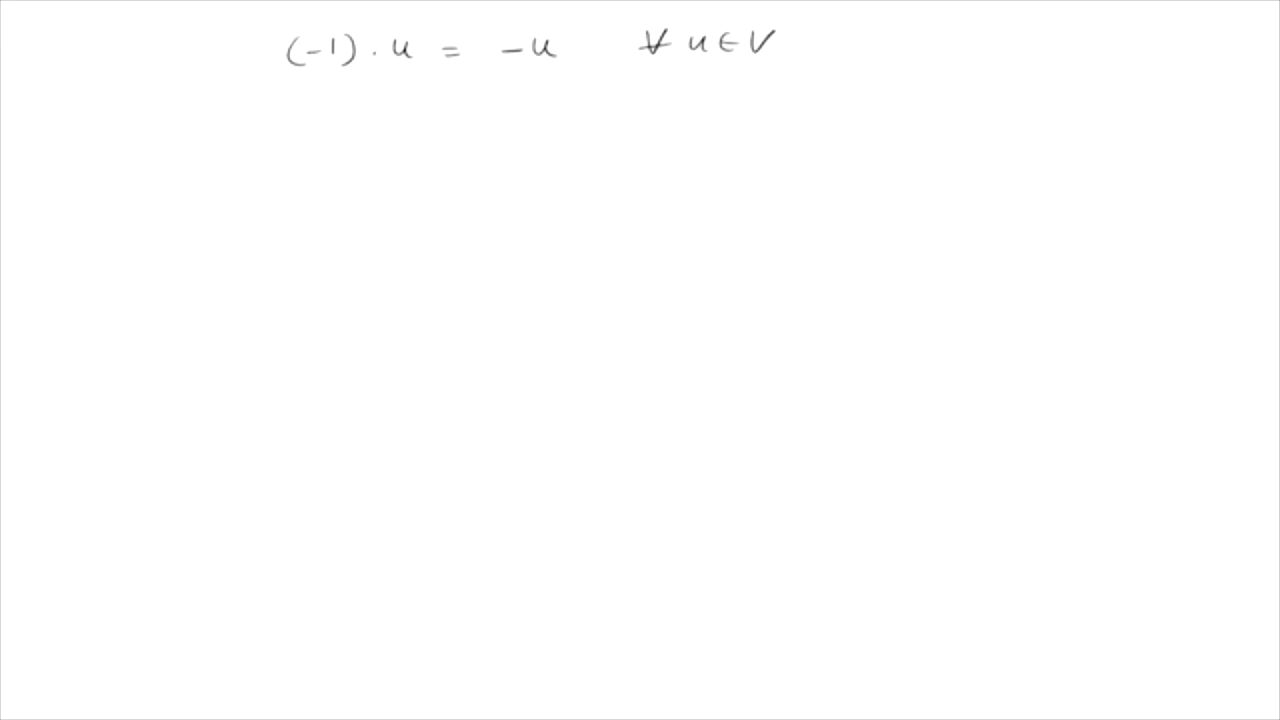 (-1) . u = -u ∀ u ∈ V